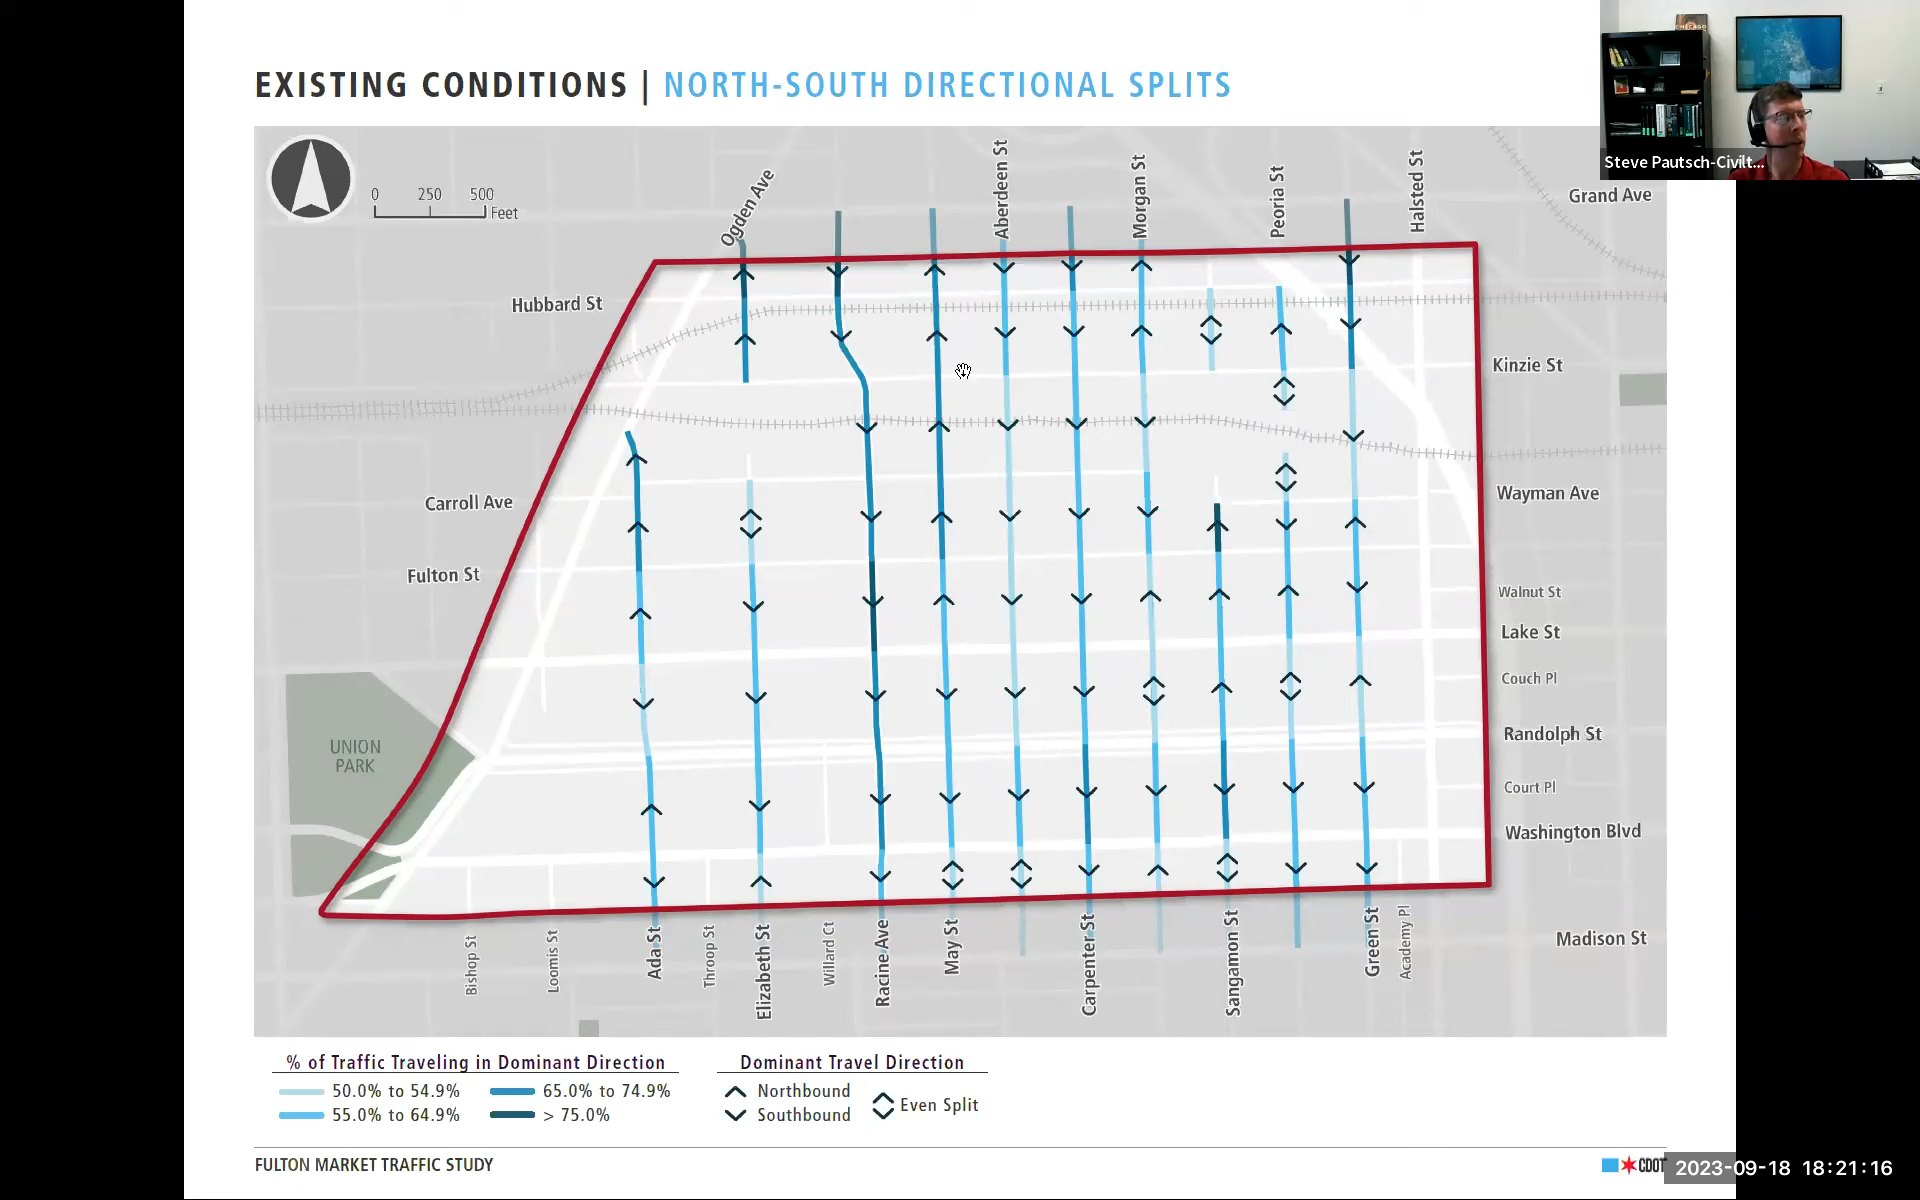 EXISTING CONDITIONS | NORTH-SOUTH DIRECTIONAL SPLITS
CHICAGO
Steve Pautsch-Civilt...
0 250 500
Feet
Ogden Ave
Aberdeen St
Morgan St
Peoria St
Halsted St
Grand Ave
Hubbard St
Kinzie St
Carroll Ave
Wayman Ave
Fulton St
Walnut St
Lake St
Couch Pl
UNION
PARK
Randolph St
Court Pl
Washington Blvd
Madison St
Bishop St
Loomis St
Ada St
Throop St
Elizabeth St
Willard Ct
Racine Ave
May St
Carpenter St
Sangamon St
Green St
Academy Pl
% of Traffic Traveling in Dominant Direction
50.0% to 54.9%
65.0% to 74.9%
55.0% to 64.9%
> 75.0%
Dominant Travel Direction
Northbound
Southbound
Even Split
FULTON MARKET TRAFFIC STUDY
CDOT
2023-09-18 18:21:16